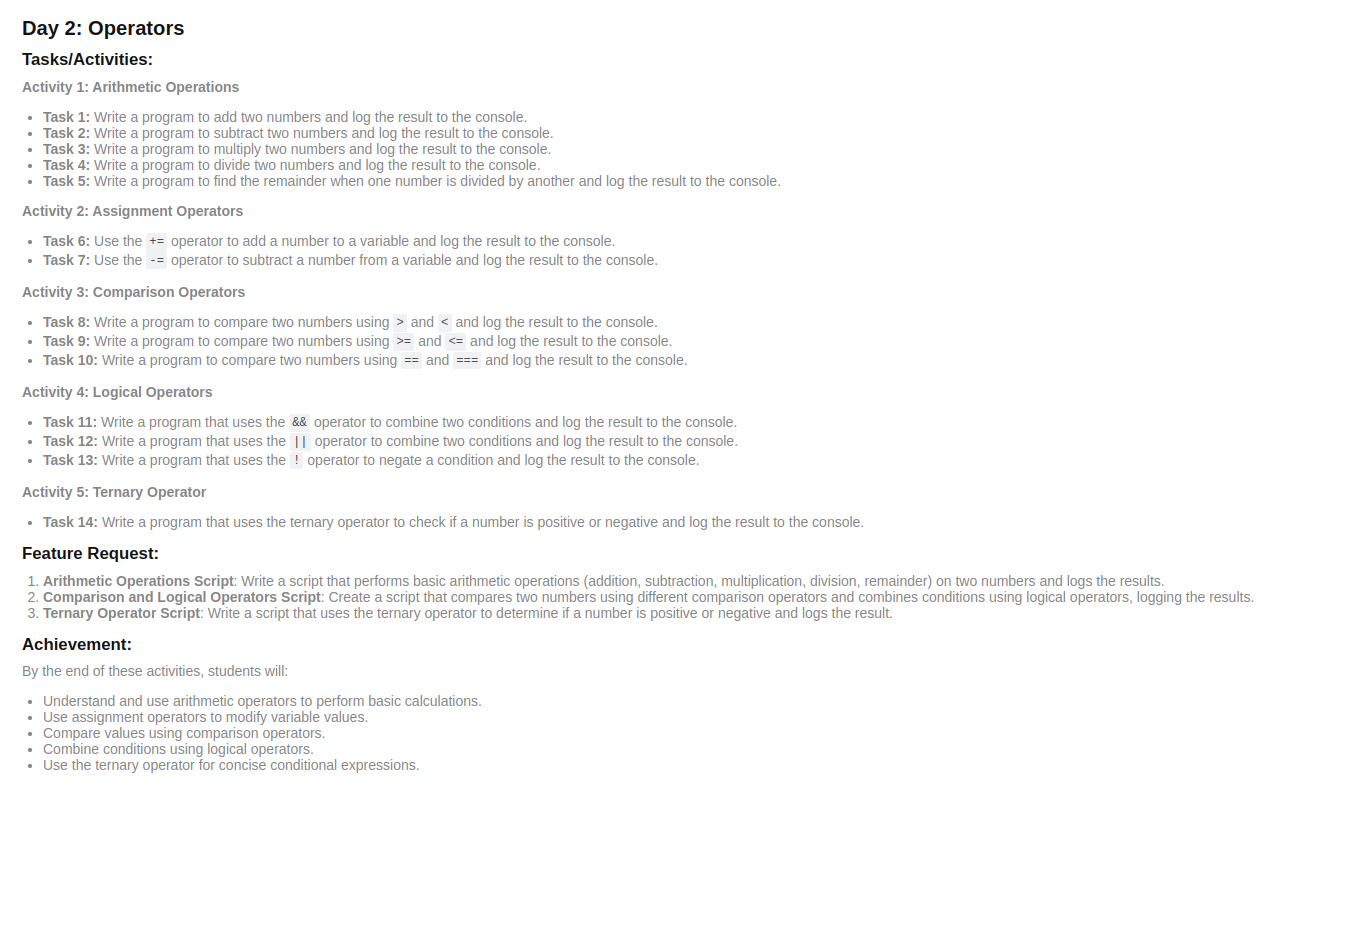 Day 2: Operators
Tasks/Activities:
Activity 1: Arithmetic Operations
Task 1: Write a program to add two numbers and log the result to the console.
Task 2: Write a program to subtract two numbers and log the result to the console.
Task 3: Write a program to multiply two numbers and log the result to the console.
Task 4: Write a program to divide two numbers and log the result to the console.
Task 5: Write a program to find the remainder when one number is divided by another and log the result to the console.
Activity 2: Assignment Operators
Task 6: Use the += operator to add a number to a variable and log the result to the console.
Task 7: Use the -= operator to subtract a number from a variable and log the result to the console.
Activity 3: Comparison Operators
Task 8: Write a program to compare two numbers using > and < and log the result to the console.
Task 9: Write a program to compare two numbers using >= and <= and log the result to the console.
Task 10: Write a program to compare two numbers using == and === and log the result to the console.
Activity 4: Logical Operators
Task 11: Write a program that uses the && operator to combine two conditions and log the result to the console.
Task 12: Write a program that uses the || operator to combine two conditions and log the result to the console.
Task 13: Write a program that uses the ! operator to negate a condition and log the result to the console.
Activity 5: Ternary Operator
Task 14: Write a program that uses the ternary operator to check if a number is positive or negative and log the result to the console.
Feature Request:
1. Arithmetic Operations Script: Write a script that performs basic arithmetic operations (addition, subtraction, multiplication, division, remainder) on two numbers and logs the results.
2. Comparison and Logical Operators Script: Create a script that compares two numbers using different comparison operators and combines conditions using logical operators, logging the results.
3. Ternary Operator Script: Write a script that uses the ternary operator to determine if a number is positive or negative and logs the result.
Achievement:
By the end of these activities, students will:
Understand and use arithmetic operators to perform basic calculations.
Use assignment operators to modify variable values.
Compare values using comparison operators.
Combine conditions using logical operators.
Use the ternary operator for concise conditional expressions.